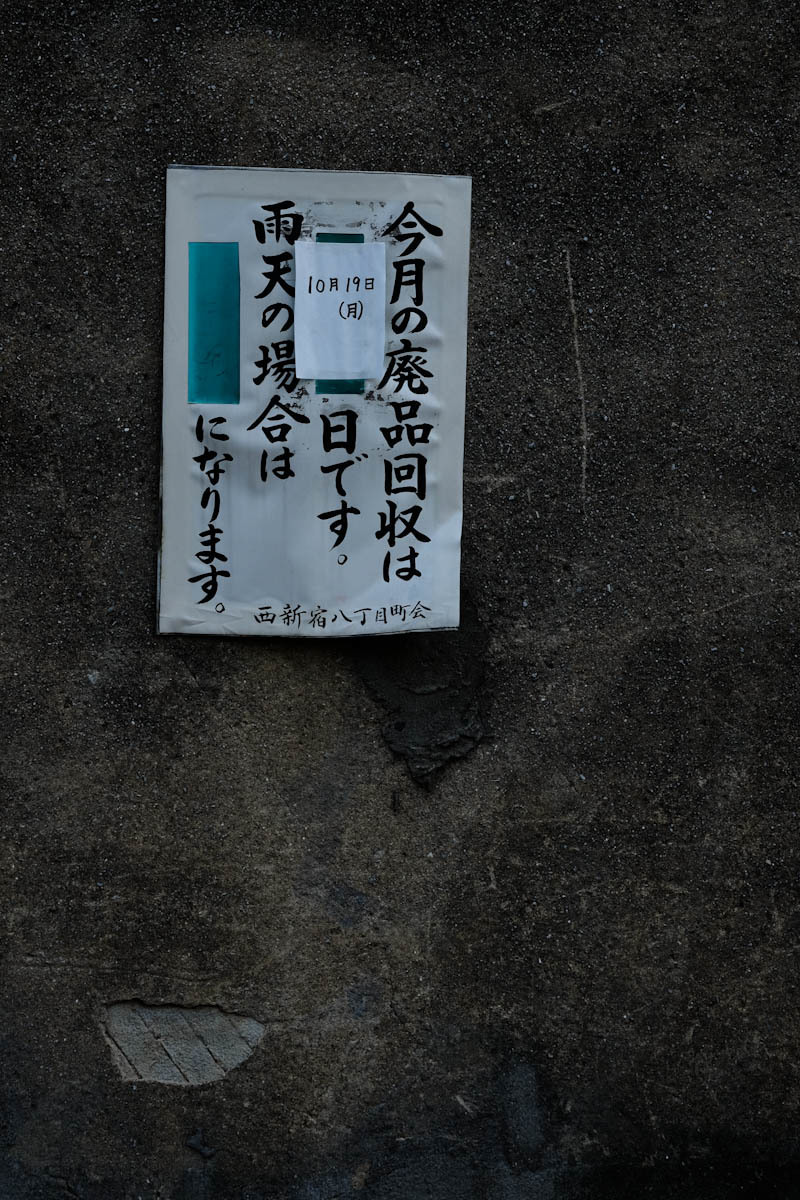 今月の廃品回収は
10月19日
(月)
日です。
雨天の場合は
になります。
西新宿八丁目町会